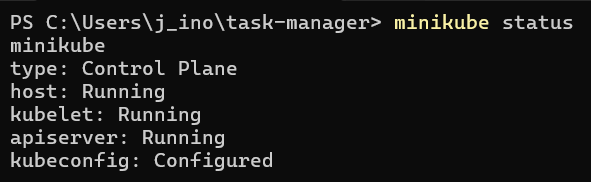 PS C:\Users\j_ino\task-manager> minikube status
minikube
type: Control Plane
host: Running
kubelet: Running
apiserver: Running
kubeconfig: Configured